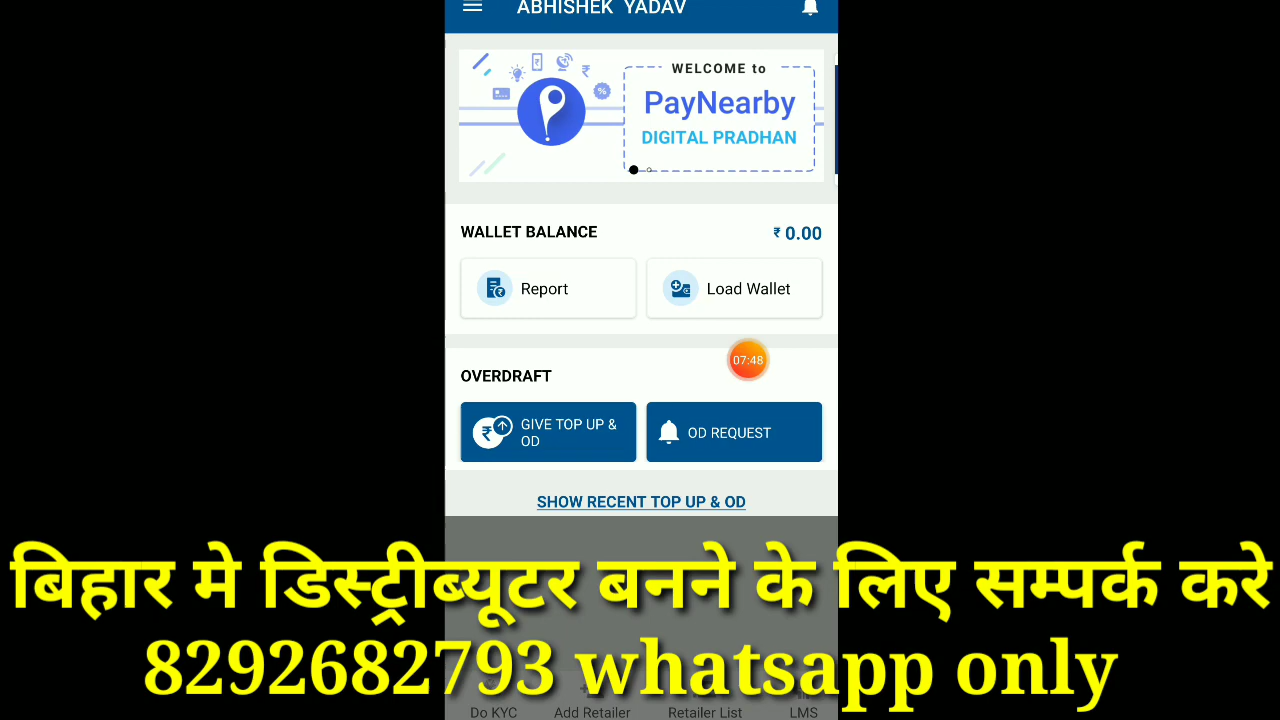 ABHISHEK YADAV
WELCOME to
PayNearby
DIGITAL PRADHAN
WALLET BALANCE ₹ 0.00
Report Load Wallet
07:48
OVERDRAFT
GIVE TOP UP &
OD
OD REQUEST
SHOW RECENT TOP UP & OD
बिहार मे डिस्ट्रीब्यूटर बनने के लिए सम्पर्क करे
8292682793 whatsapp only
Do KYC Add Retailer Retailer List LMS